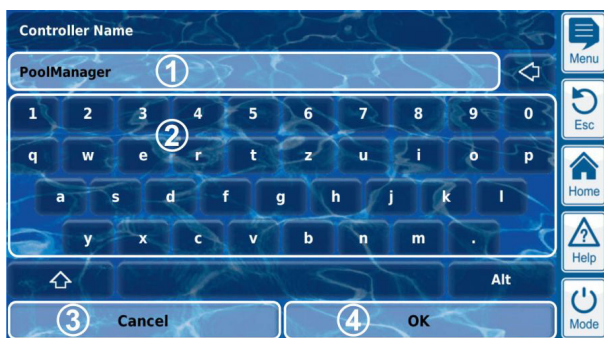 Controller Name
Menu
PoolManager 1
1 2 3 4 5 6 7 8 9 0
2
Esc
q w e r t z u i o p
a s d f g h j k l
Home
y x c v b n m .
Help
Alt
3 Cancel 4 OK
Mode